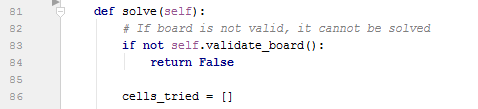 81 def solve(self):
82 # If board is not valid, it cannot be solved
83 if not self.validate_board():
84 return False
85
86 cells_tried = []